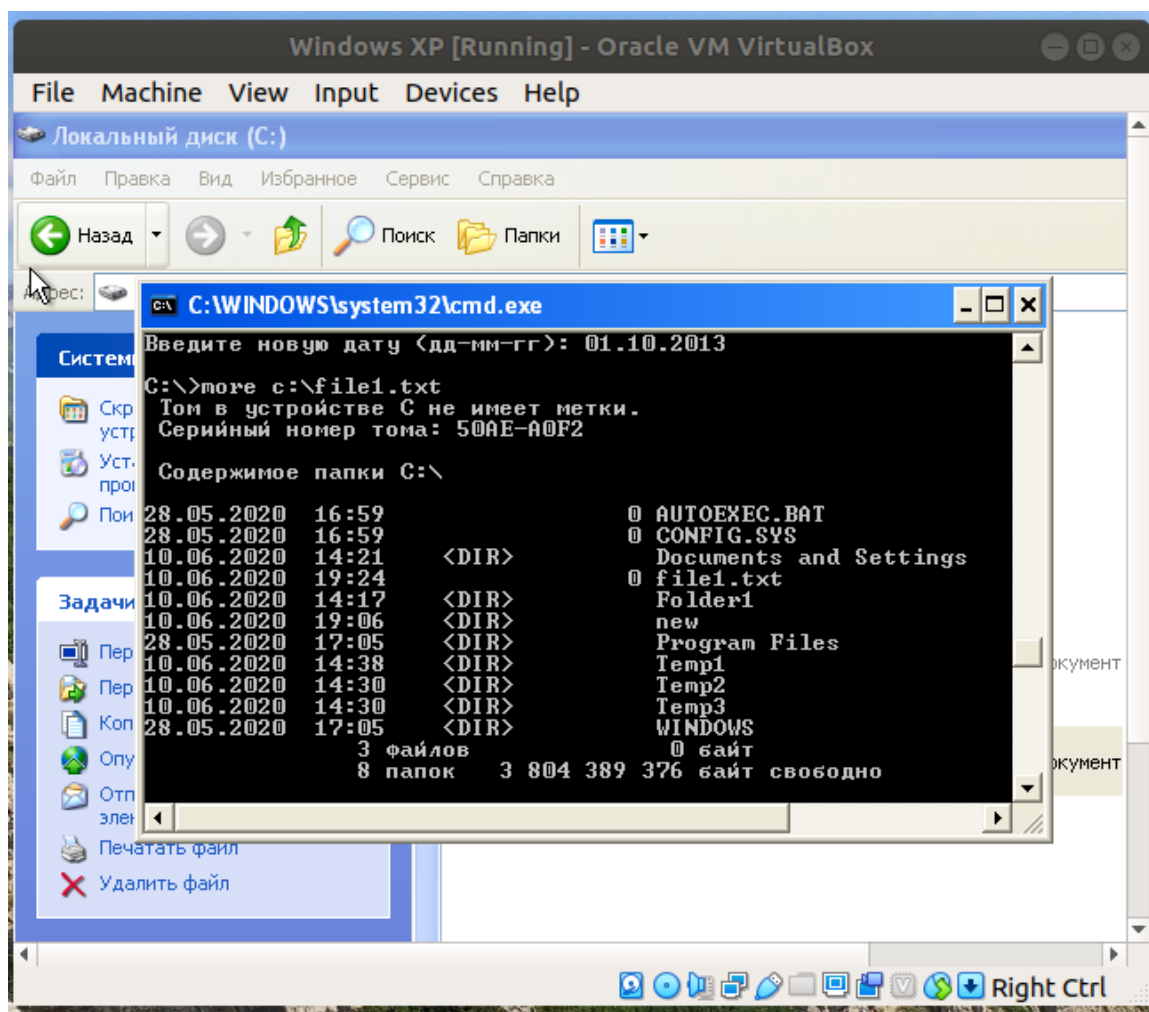 Windows XP [Running] - Oracle VM VirtualBox
File Machine View Input Devices Help
Локальный диск (C:)
Файл Правка Вид Избранное Сервис Справка
Назад Поиск Папки
C:\WINDOWS\system32\cmd.exe
Введите новую дату (дд-мм-гг): 01.10.2013
C:\>more c:\file1.txt
Том в устройстве C не имеет метки.
Серийный номер тома: 50AE-A0F2
Содержимое папки C:\
28.05.2020 16:59 0 AUTOEXEC.BAT
28.05.2020 16:59 0 CONFIG.SYS
10.06.2020 14:21 <DIR> Documents and Settings
10.06.2020 19:24 0 file1.txt
10.06.2020 14:17 <DIR> Folder1
10.06.2020 19:06 <DIR> new
28.05.2020 17:05 <DIR> Program Files
10.06.2020 14:38 <DIR> Temp1
10.06.2020 14:30 <DIR> Temp2
10.06.2020 14:30 <DIR> Temp3
28.05.2020 17:05 <DIR> WINDOWS
3 файлов 0 байт
8 папок 3 804 389 376 байт свободно
Печатать файл
Удалить файл
Right Ctrl